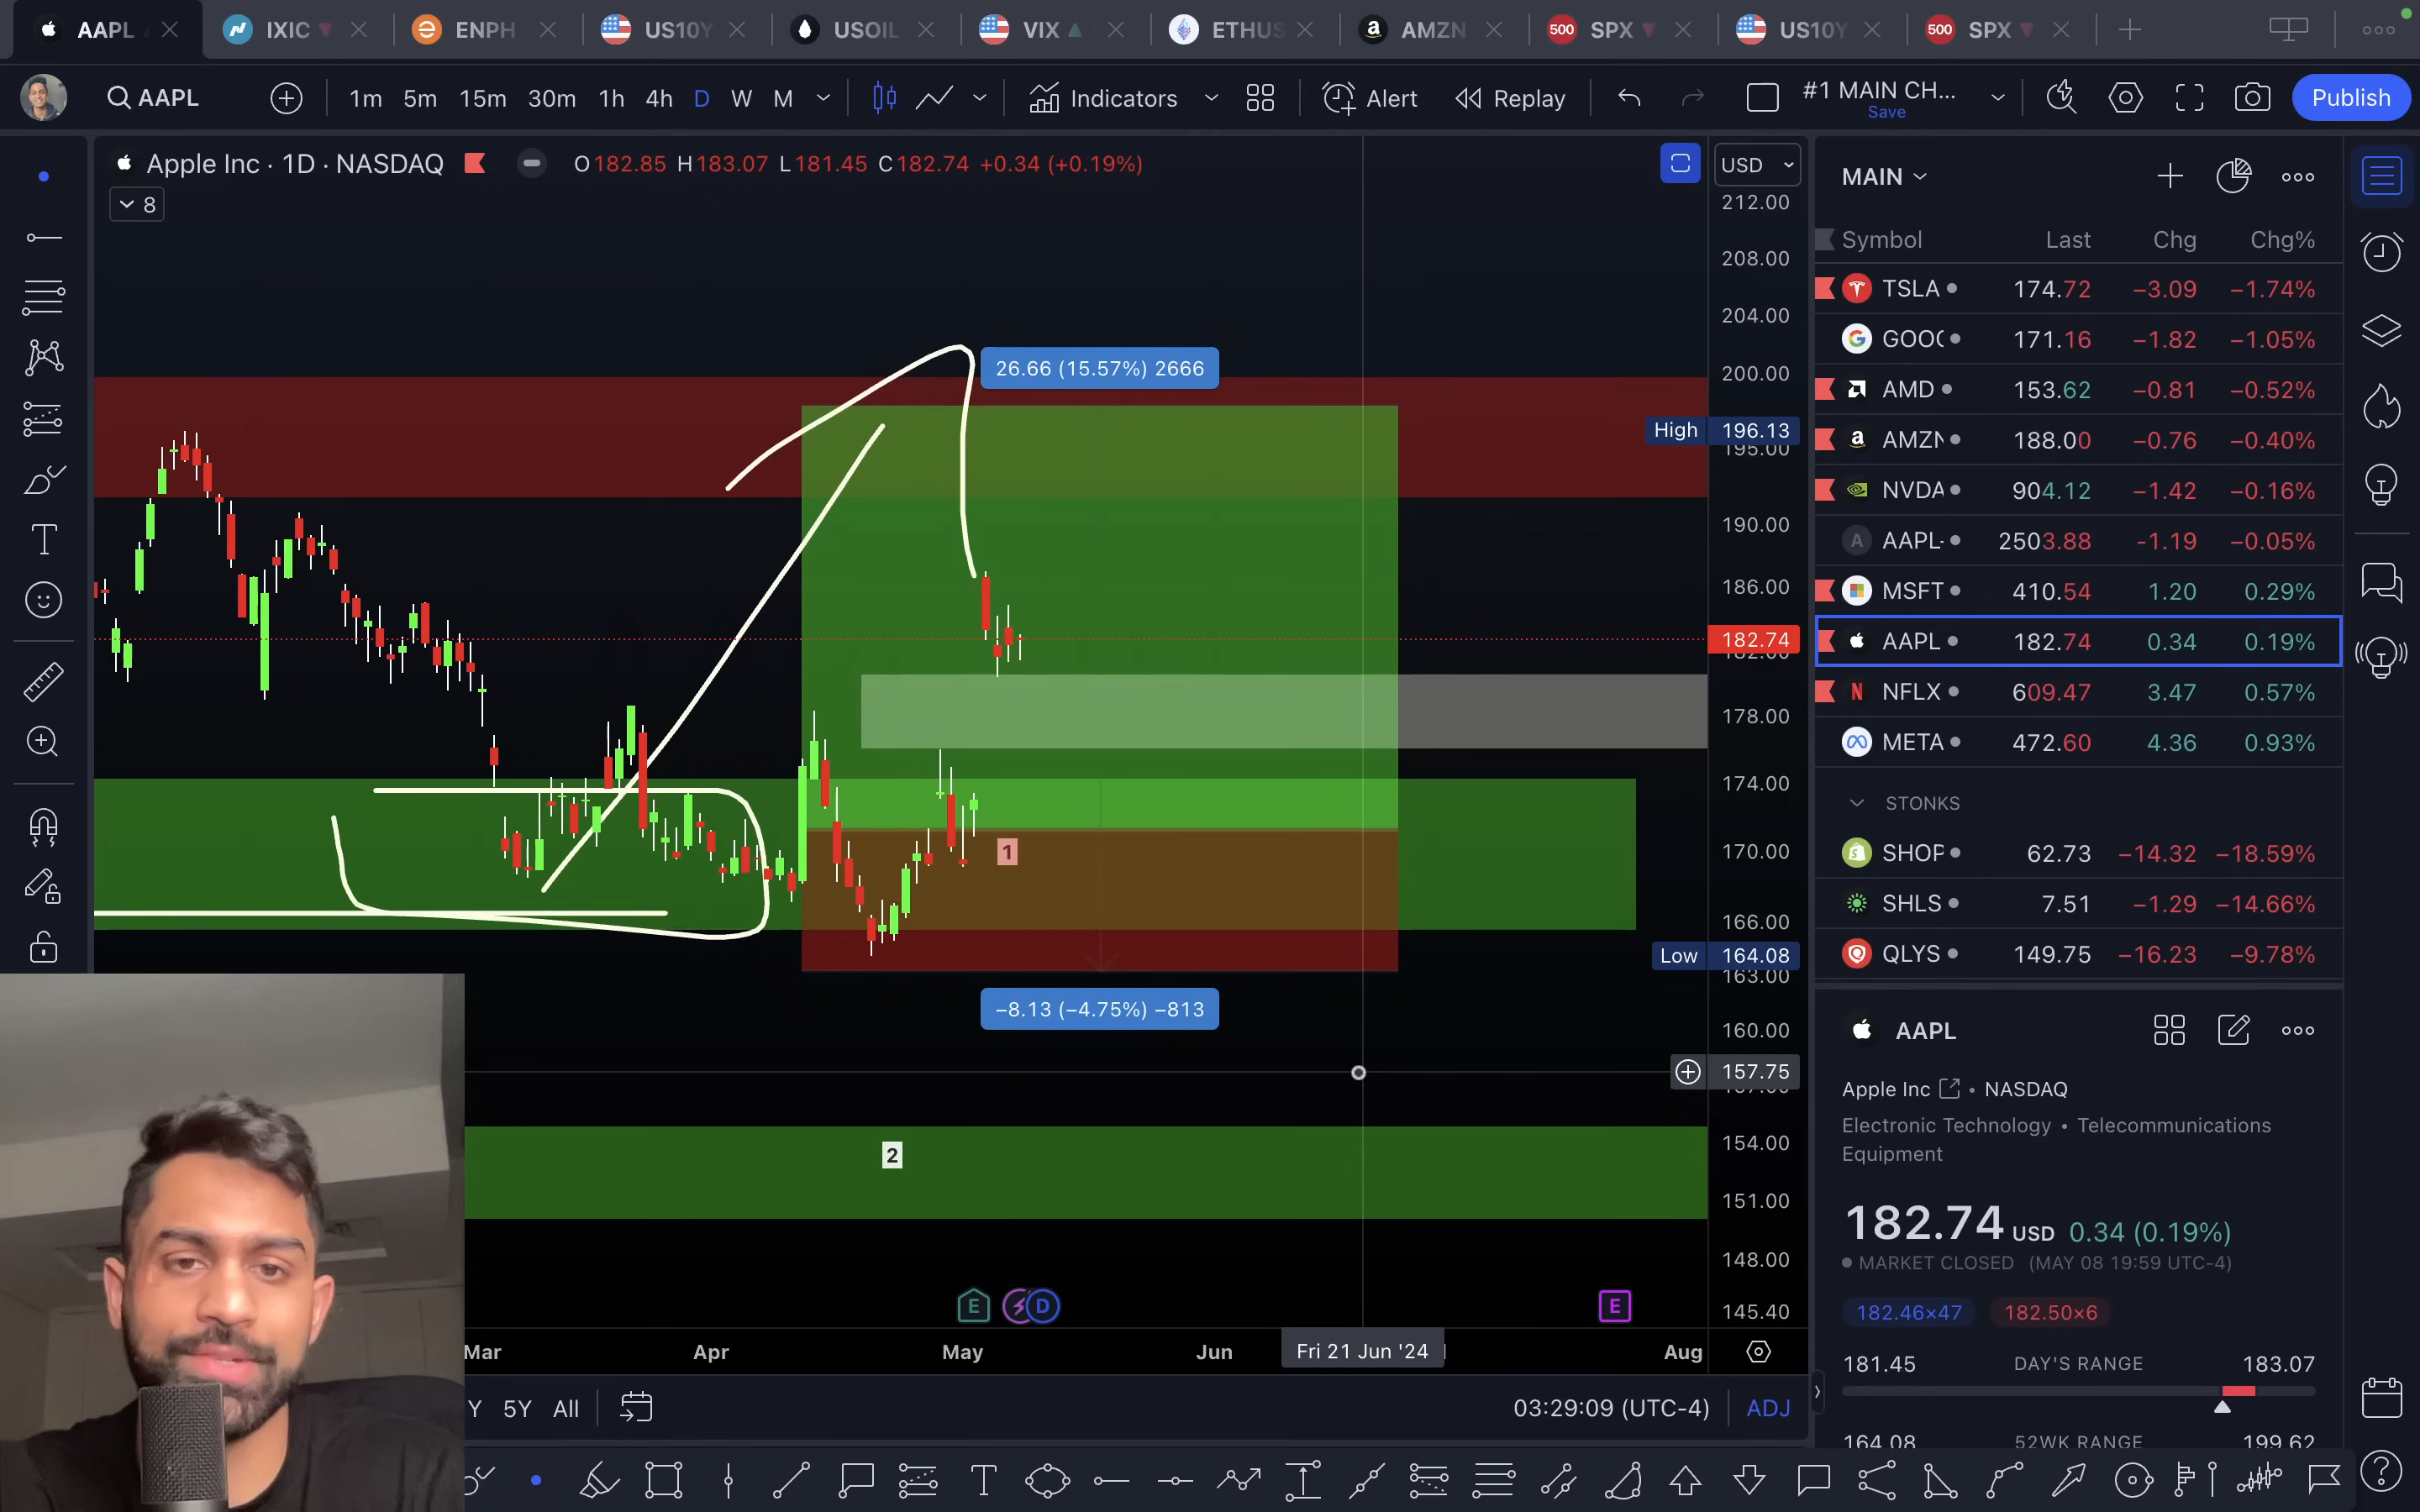 AAPL IXIC ENPH US10Y USOIL VIX ETHUS AMZN 500 SPX US10Y 500 SPX
AAPL 1m 5m 15m 30m 1h 4h D W M Indicators Alert Replay #1 MAIN CH... Save Publish
Apple Inc · 1D · NASDAQ O182.85 H183.07 L181.45 C182.74 +0.34 (+0.19%)
8
USD
212.00
208.00
204.00
26.66 (15.57%) 2666
200.00
High 196.13
195.00
190.00
186.00
182.74
182.00
178.00
174.00
1
170.00
166.00
Low 164.08
163.00
−8.13 (−4.75%) −813
160.00
157.75
2
154.00
151.00
148.00
E D E
145.40
Mar Apr May Jun Fri 21 Jun '24 Aug
Y 5Y All 03:29:09 (UTC-4) ADJ
MAIN
Symbol Last Chg Chg%
TSLA 174.72 −3.09 −1.74%
GOOG 171.16 −1.82 −1.05%
AMD 153.62 −0.81 −0.52%
AMZN 188.00 −0.76 −0.40%
NVDA 904.12 −1.42 −0.16%
A AAPL- 2503.88 -1.19 −0.05%
MSFT 410.54 1.20 0.29%
AAPL 182.74 0.34 0.19%
N NFLX 609.47 3.47 0.57%
META 472.60 4.36 0.93%
STONKS
SHOP 62.73 −14.32 −18.59%
SHLS 7.51 −1.29 −14.66%
QLYS 149.75 −16.23 −9.78%
AAPL
Apple Inc • NASDAQ
Electronic Technology • Telecommunications
Equipment
182.74 USD 0.34 (0.19%)
MARKET CLOSED (MAY 08 19:59 UTC-4)
182.46×47 182.50×6
181.45 DAY'S RANGE 183.07
164.08 52WK RANGE 199.62